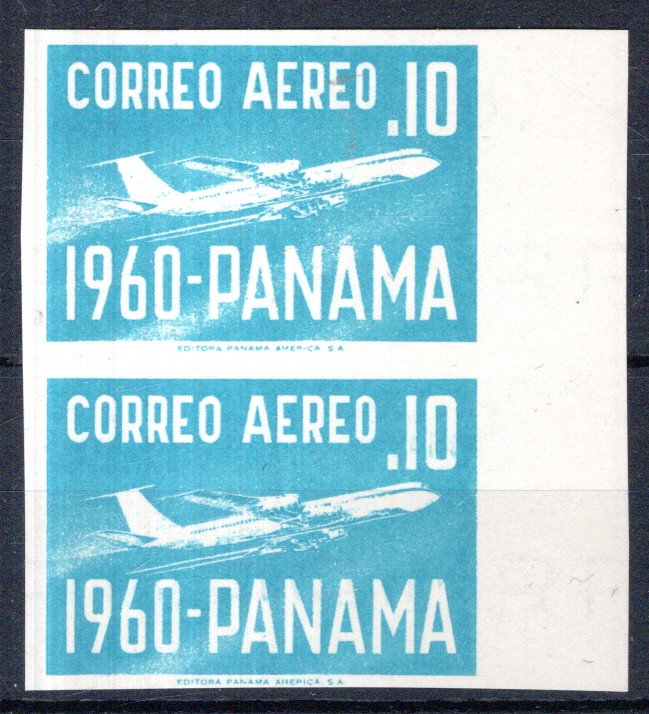 CORREO AEREO .10
1960-PANAMA
EDITORA PANAMA AMERICA, S.A.
CORREO AEREO .10
1960-PANAMA
EDITORA PANAMA AMERICA, S.A.